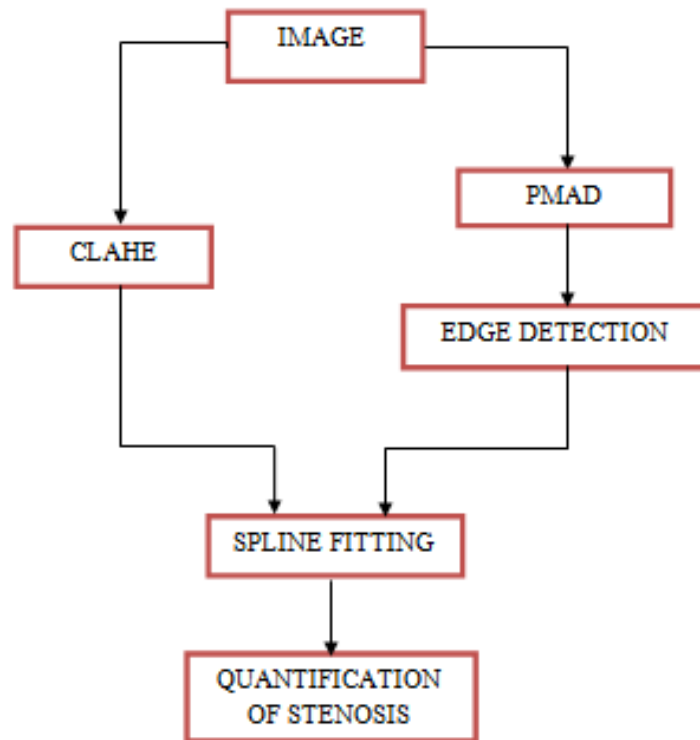 IMAGE
PMAD
CLAHE
EDGE DETECTION
SPLINE FITTING
QUANTIFICATION
OF STENOSIS